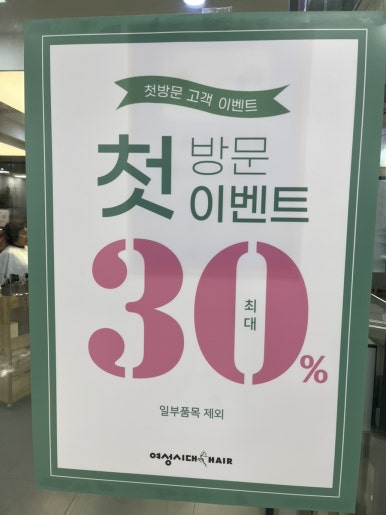 첫방문 고객 이벤트
첫 방문
이벤트
30 %
최대
일부품목 제외
여성시대 HAIR